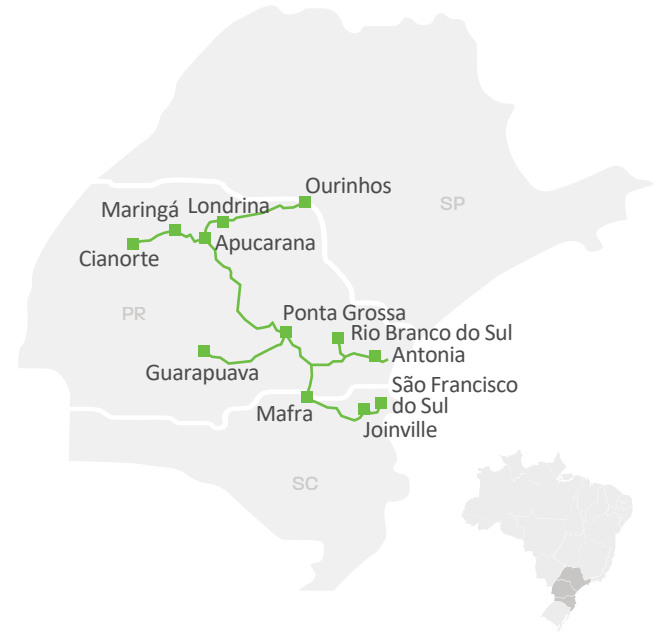 Ourinhos
SP
Maringá
Londrina
Apucarana
Cianorte
PR
Ponta Grossa
Rio Branco do Sul
Antonia
Guarapuava
São Francisco
do Sul
Mafra
Joinville
SC